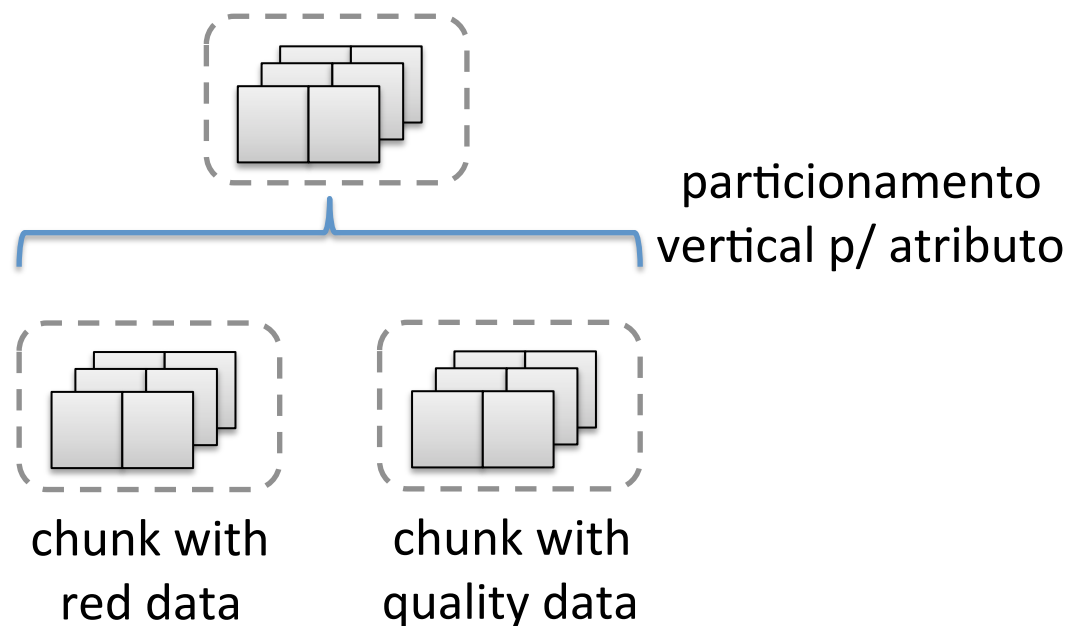 particionamento
vertical p/ atributo
chunk with
red data
chunk with
quality data